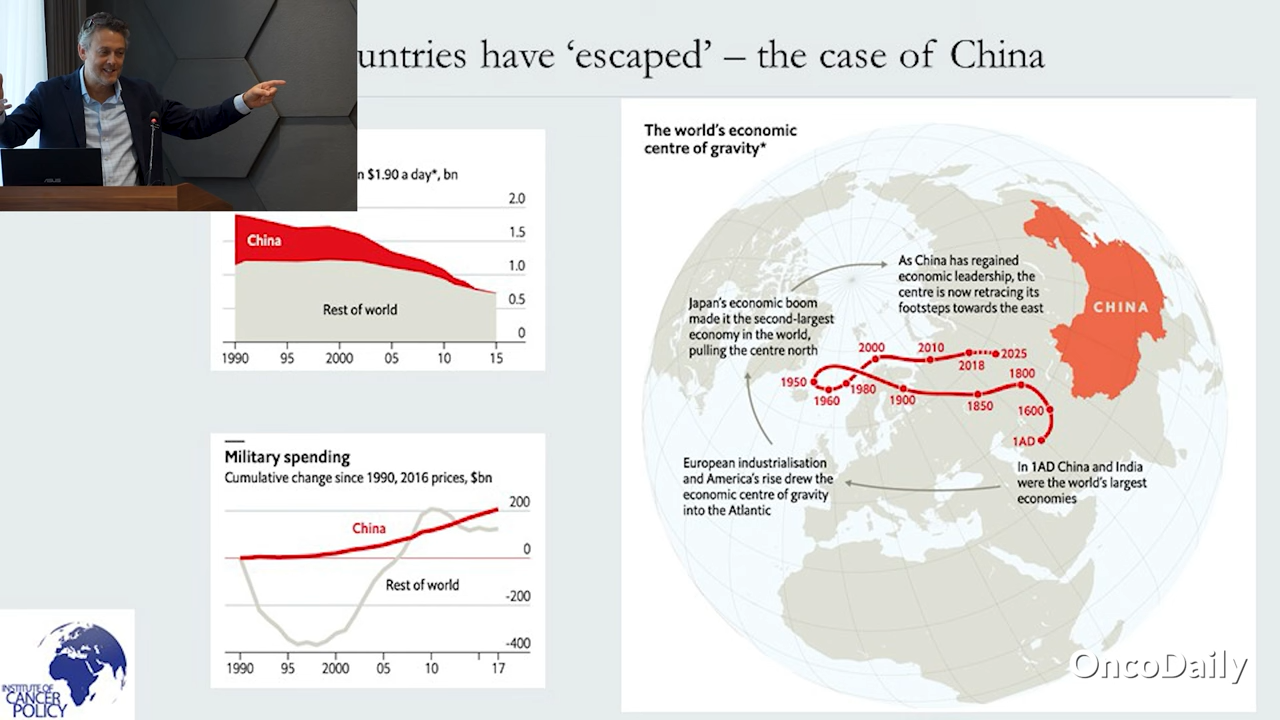 untries have ‘escaped’ – the case of China
n $1.90 a day*, bn
2.0
1.5
1.0
0.5
0
China
Rest of world
1990 95 2000 05 10 15
Military spending
Cumulative change since 1990, 2016 prices, $bn
200
0
-200
-400
China
Rest of world
1990 95 2000 05 10 17
The world’s economic
centre of gravity*
As China has regained
economic leadership, the
centre is now retracing its
footsteps towards the east
CHINA
Japan’s economic boom
made it the second-largest
economy in the world,
pulling the centre north
2000
2010
2018
2025
1950
1960
1980
1900
1850
1800
1600
1AD
European industrialisation
and America’s rise drew the
economic centre of gravity
into the Atlantic
In 1AD China and India
were the world’s largest
economies
ASUS
INSTITUTE OF
CANCER
POLICY
OncoDaily